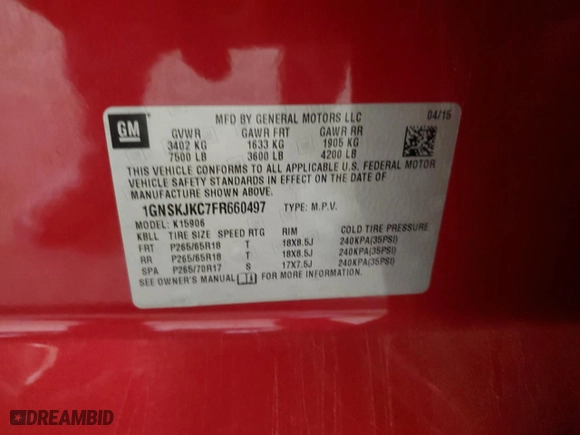 GM
MFD BY GENERAL MOTORS LLC 04/15
GVWR GAWR FRT GAWR RR
3402 KG 1633 KG 1905 KG
7500 LB 3600 LB 4200 LB
THIS VEHICLE CONFORMS TO ALL APPLICABLE U.S. FEDERAL MOTOR
VEHICLE SAFETY STANDARDS IN EFFECT ON THE DATE OF
MANUFACTURE SHOWN ABOVE.
1GNSKJKC7FR660497 TYPE: M.P.V.
MODEL: K15906
KBLL TIRE SIZE SPEED RTG RIM COLD TIRE PRESSURE
FRT P265/65R18 T 18X8.5J 240KPA(35PSI)
RR P265/65R18 T 18X8.5J 240KPA(35PSI)
SPA P265/70R17 S 17X7.5J 240KPA(35PSI)
SEE OWNER'S MANUAL FOR MORE INFORMATION.
DREAMBID